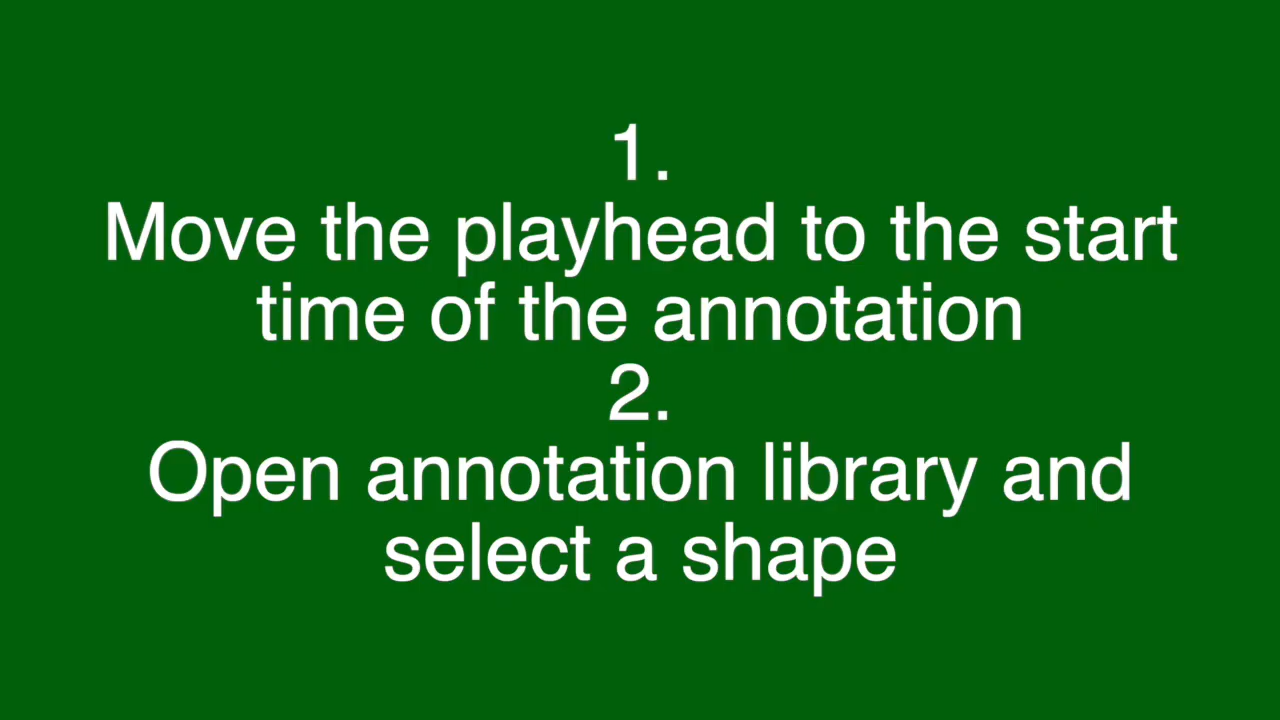 1.
Move the playhead to the start
time of the annotation
2.
Open annotation library and
select a shape